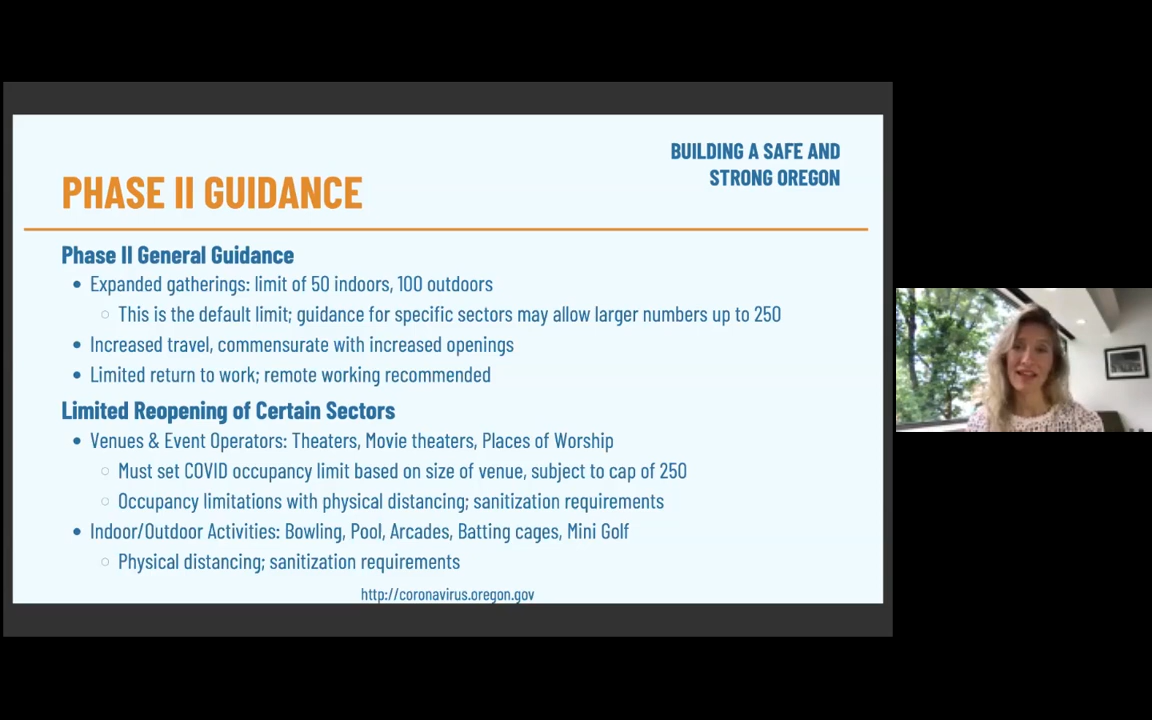 BUILDING A SAFE AND
STRONG OREGON
PHASE II GUIDANCE
Phase II General Guidance
• Expanded gatherings: limit of 50 indoors, 100 outdoors
○ This is the default limit; guidance for specific sectors may allow larger numbers up to 250
• Increased travel, commensurate with increased openings
• Limited return to work; remote working recommended
Limited Reopening of Certain Sectors
• Venues & Event Operators: Theaters, Movie theaters, Places of Worship
○ Must set COVID occupancy limit based on size of venue, subject to cap of 250
○ Occupancy limitations with physical distancing; sanitization requirements
• Indoor/Outdoor Activities: Bowling, Pool, Arcades, Batting cages, Mini Golf
○ Physical distancing; sanitization requirements
http://coronavirus.oregon.gov